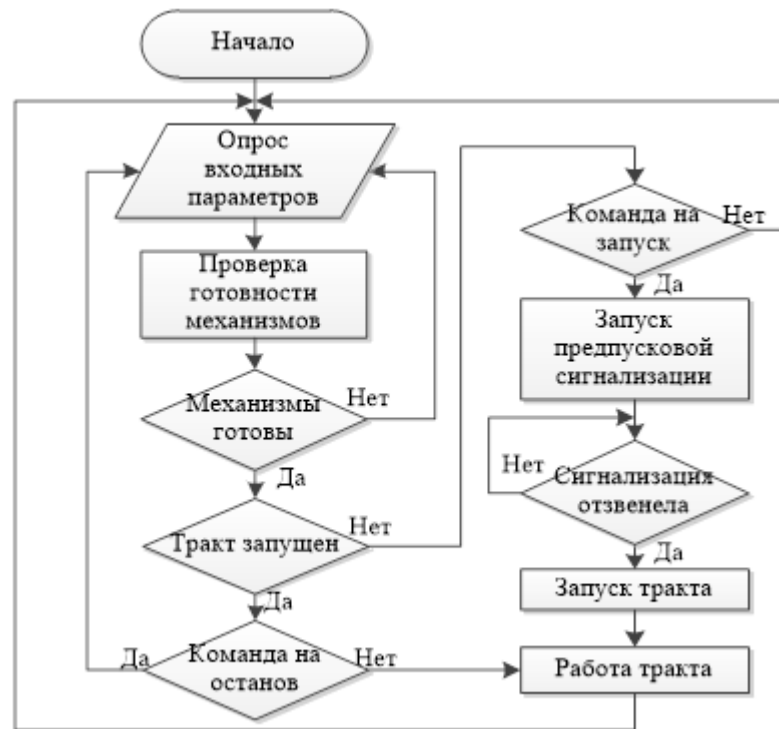 Начало
Опрос
входных
параметров
Проверка
готовности
механизмов
Механизмы
готовы
Нет
Да
Тракт запущен
Нет
Да
Команда на
останов
Да
Нет
Команда на
запуск
Нет
Да
Запуск
предпусковой
сигнализации
Сигнализация
отзвенела
Нет
Да
Запуск тракта
Работа тракта